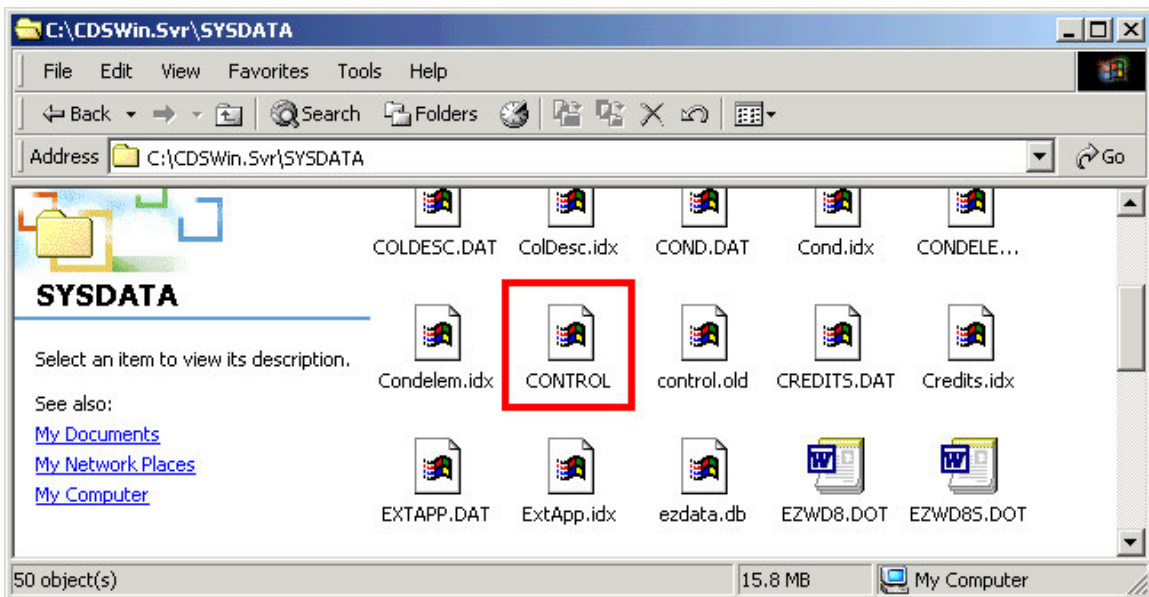 C:\CDSWin.Svr\SYSDATA
File Edit View Favorites Tools Help
Back Search Folders
Address C:\CDSWin.Svr\SYSDATA Go
COLDESC.DAT ColDesc.idx COND.DAT Cond.idx CONDELE...
SYSDATA
Select an item to view its description.
See also:
My Documents
My Network Places
My Computer
Condelem.idx CONTROL control.old CREDITS.DAT Credits.idx
EXTAPP.DAT ExtApp.idx ezdata.db EZWD8.DOT EZWD8S.DOT
50 object(s) 15.8 MB My Computer